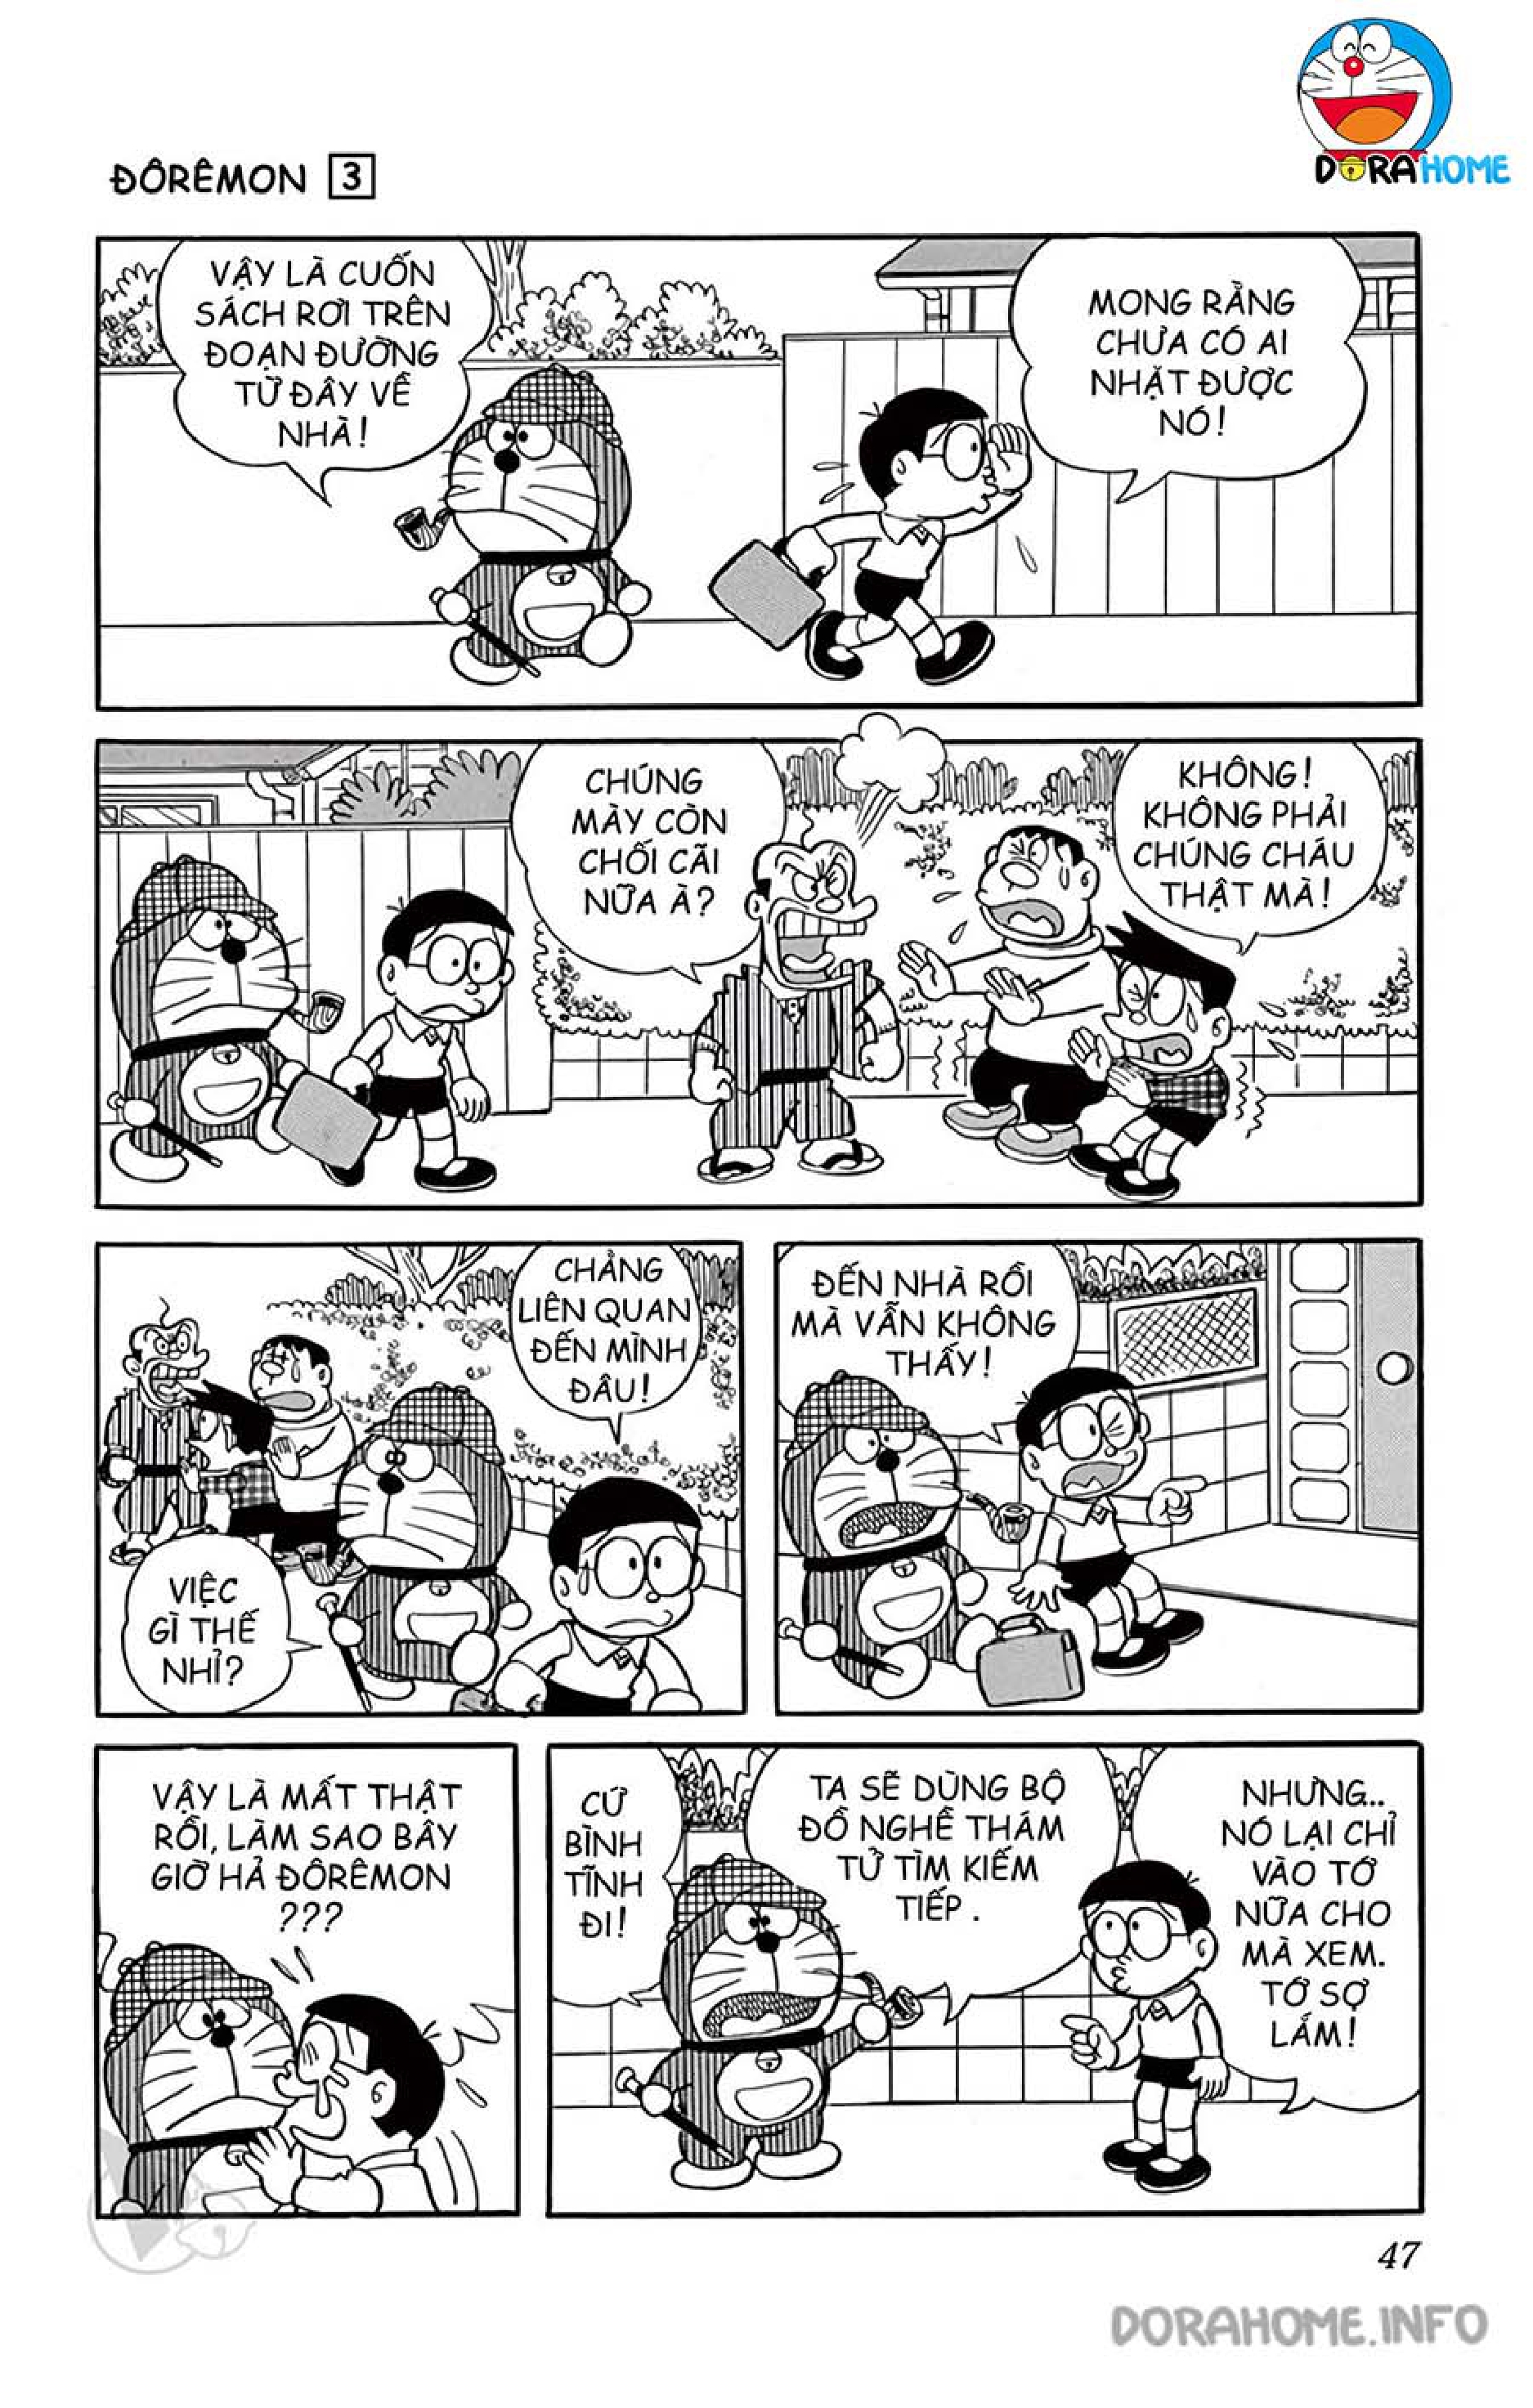 DORAHOME
ĐÔRÊMON 3
VẬY LÀ CUỐN
SÁCH RƠI TRÊN
ĐOẠN ĐƯỜNG
TỪ ĐÂY VỀ
NHÀ!
MONG RẰNG
CHƯA CÓ AI
NHẶT ĐƯỢC
NÓ!
CHÚNG
MÀY CÒN
CHỐI CÃI
NỮA À?
KHÔNG!
KHÔNG PHẢI
CHÚNG CHÁU
THẬT MÀ!
CHẲNG
LIÊN QUAN
ĐẾN MÌNH
ĐÂU!
VIỆC
GÌ THẾ
NHỈ?
ĐẾN NHÀ RỒI
MÀ VẪN KHÔNG
THẤY!
VẬY LÀ MẤT THẬT
RỒI, LÀM SAO BÂY
GIỜ HẢ ĐÔRÊMON
???
CỨ
BÌNH
TĨNH
ĐI!
TA SẼ DÙNG BỘ
ĐỒ NGHỀ THÁM
TỬ TÌM KIẾM
TIẾP.
NHƯNG..
NÓ LẠI CHỈ
VÀO TỚ
NỮA CHO
MÀ XEM.
TỚ SỢ
LẮM!
47
DORAHOME.INFO